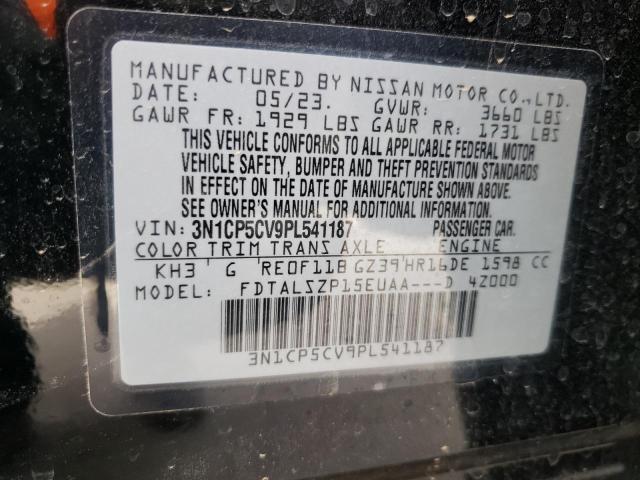 MANUFACTURED BY NISSAN MOTOR CO.,LTD.
DATE: 05/23. GVWR: 3660 LBS
GAWR FR: 1929 LBS GAWR RR: 1731 LBS
THIS VEHICLE CONFORMS TO ALL APPLICABLE FEDERAL MOTOR
VEHICLE SAFETY, BUMPER AND THEFT PREVENTION STANDARDS
IN EFFECT ON THE DATE OF MANUFACTURE SHOWN ABOVE.
SEE OWNER'S MANUAL FOR ADDITIONAL INFORMATION.
VIN: 3N1CP5CV9PL541187 PASSENGER CAR.
COLOR TRIM TRANS AXLE ENGINE
KH3 G RE0F11B GZ39 HR16DE 1598 CC
FDTALSZP15EUAA---D 4Z000
3N1CP5CV9PL541187